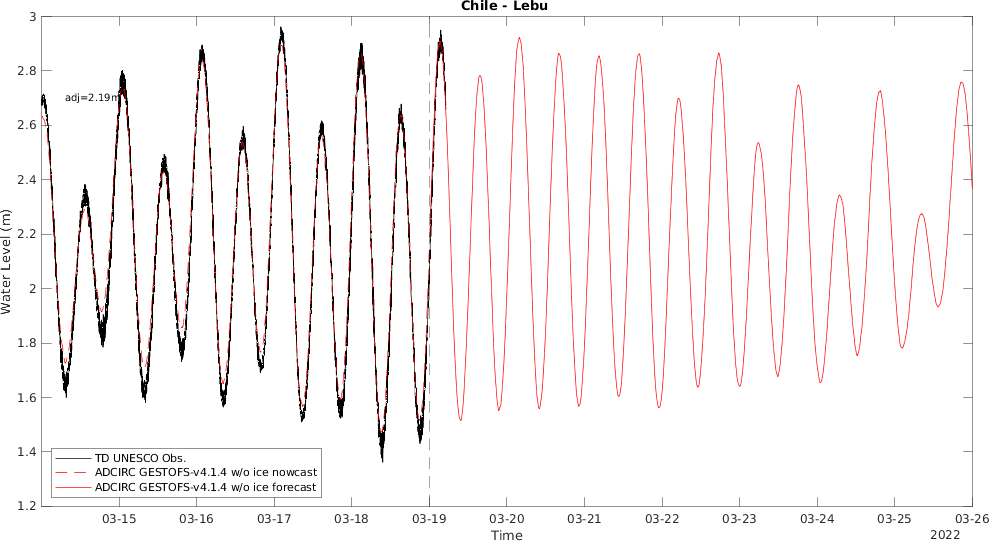 Chile - Lebu
3
2.8
2.6
2.4
2.2
2
1.8
1.6
1.4
1.2
Water Level (m)
adj=2.19m
TD UNESCO Obs.
ADCIRC GESTOFS-v4.1.4 w/o ice nowcast
ADCIRC GESTOFS-v4.1.4 w/o ice forecast
03-15 03-16 03-17 03-18 03-19 03-20 03-21 03-22 03-23 03-24 03-25 03-26
Time
2022